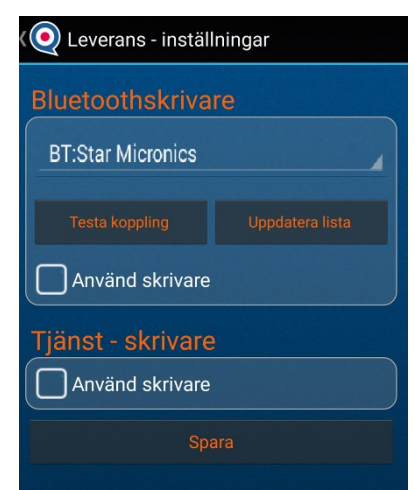 Leverans - inställningar
Bluetoothskrivare
BT:Star Micronics
Testa koppling
Uppdatera lista
Använd skrivare
Tjänst - skrivare
Använd skrivare
Spara